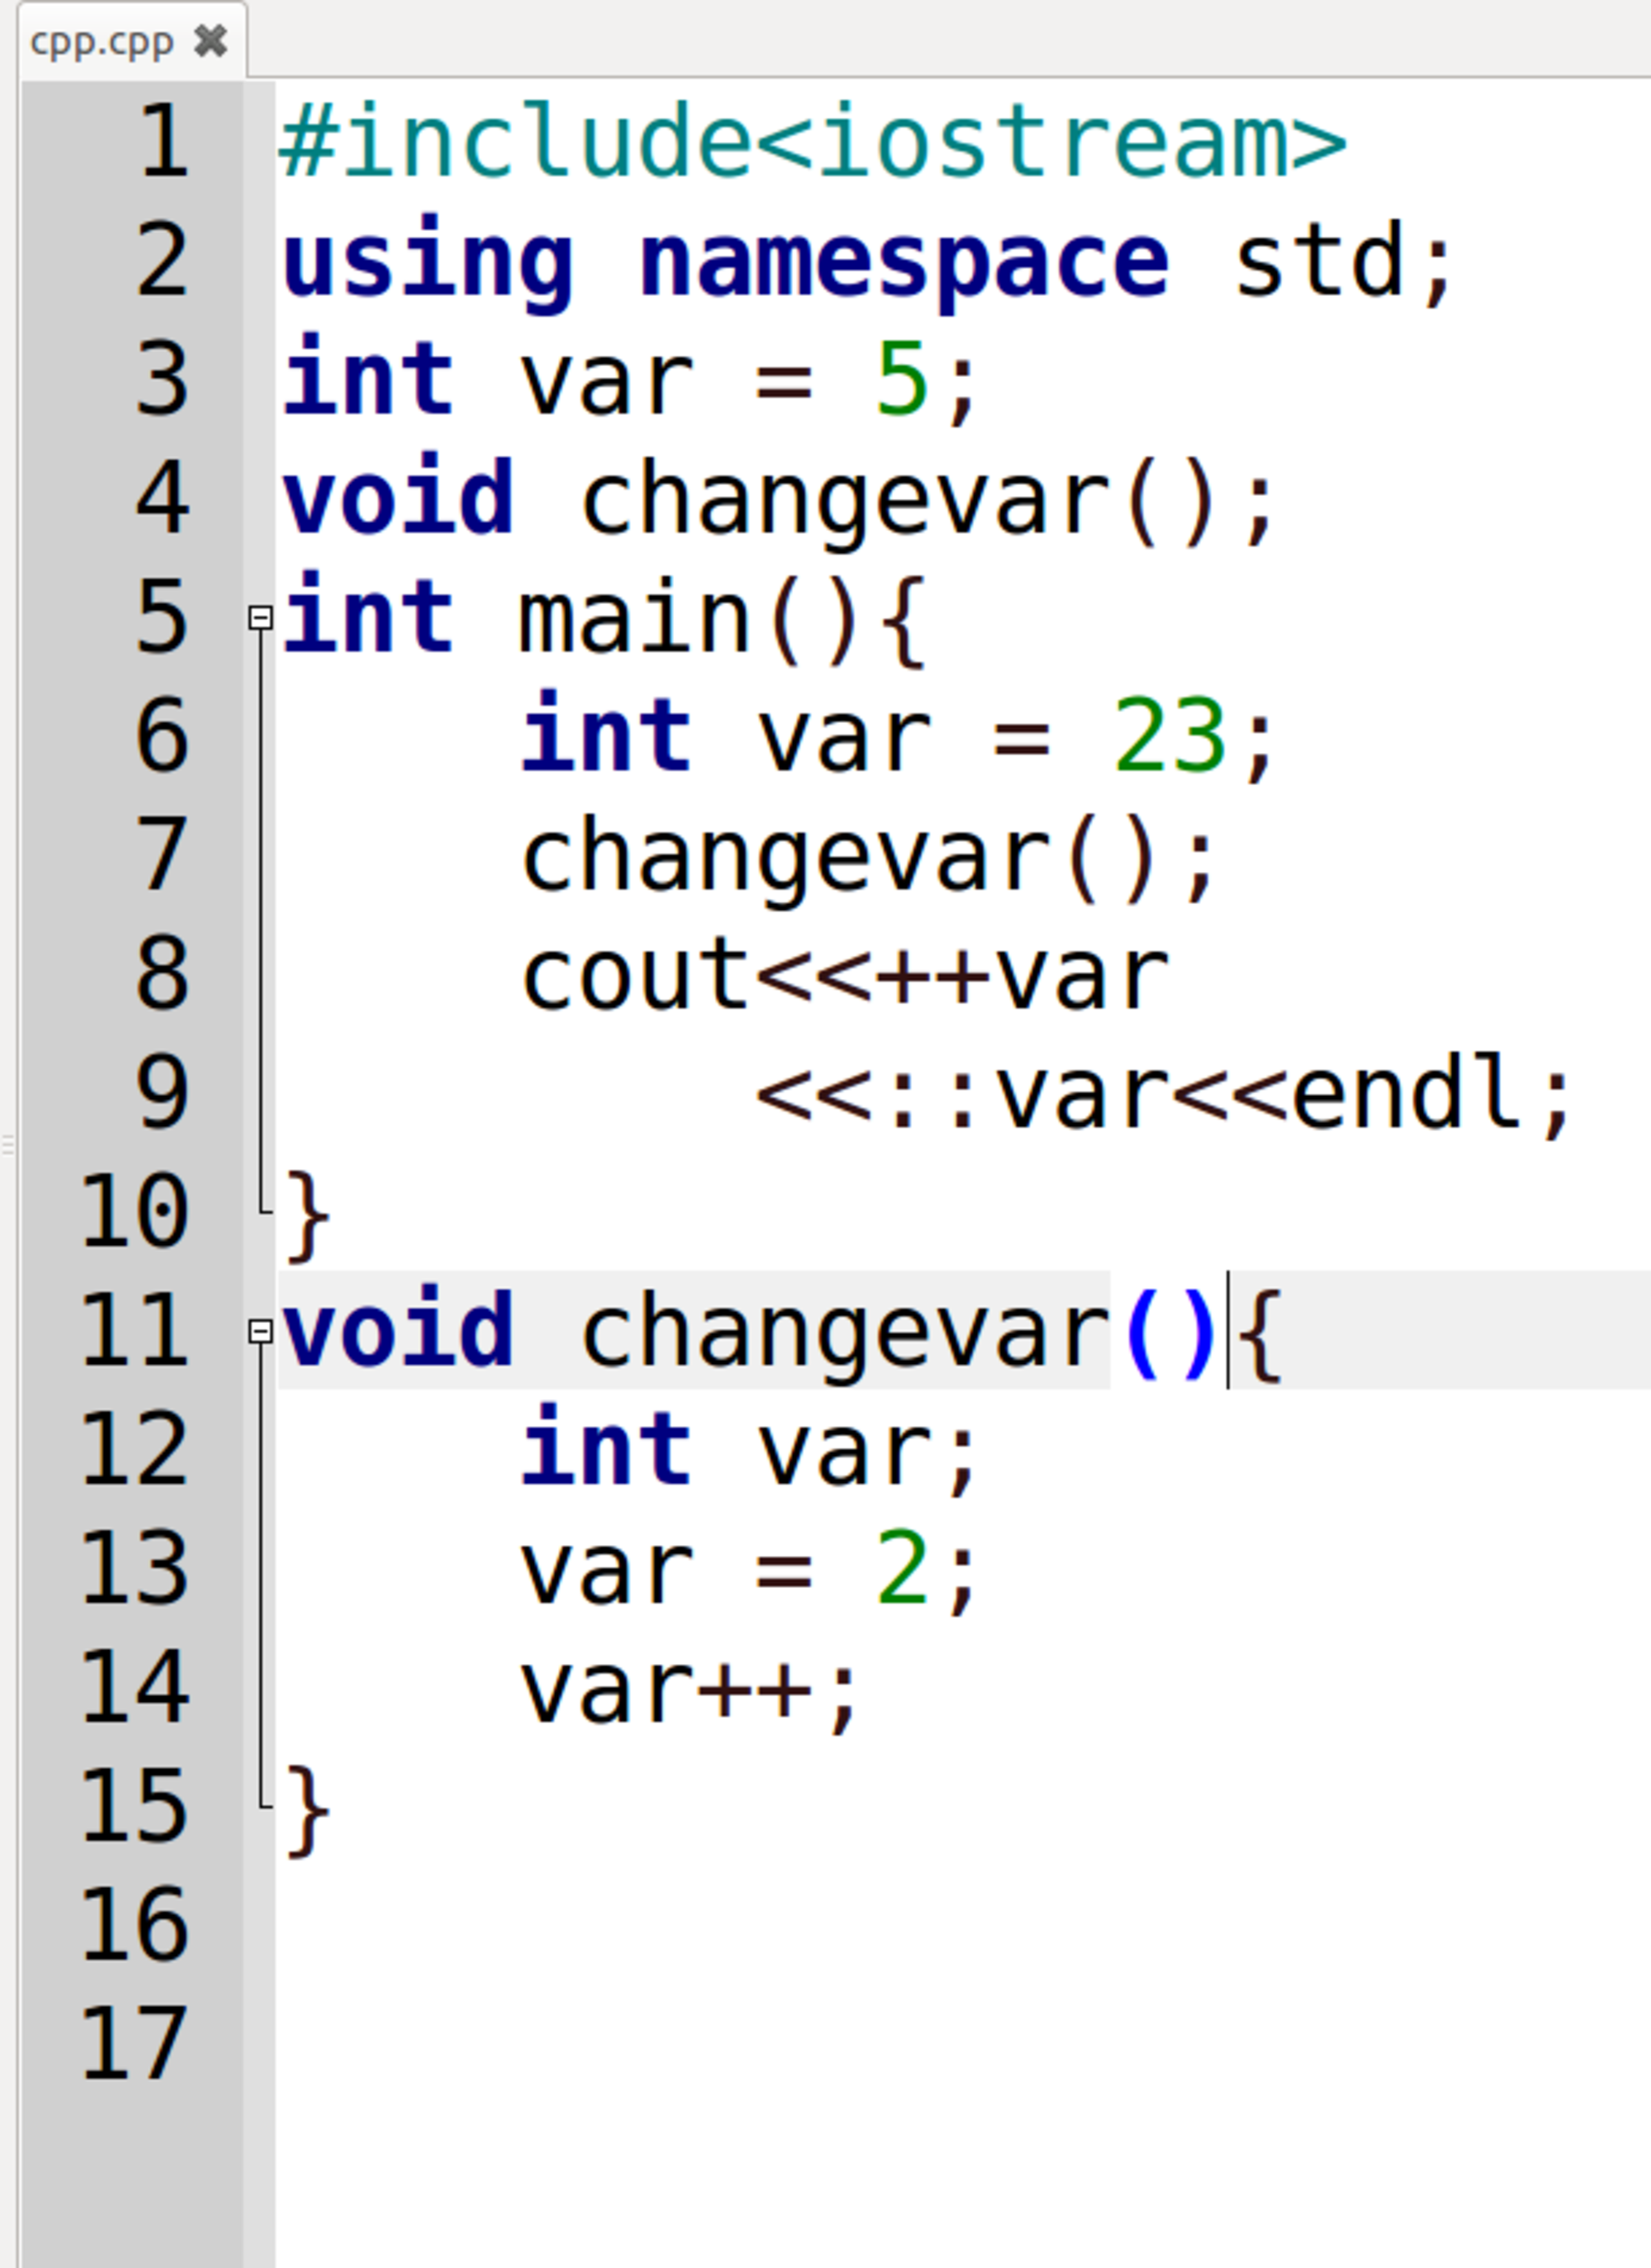 cpp.cpp
1 #include<iostream>
2 using namespace std;
3 int var = 5;
4 void changevar();
5 int main(){
6     int var = 23;
7     changevar();
8     cout<<++var
9         <<::var<<endl;
10 }
11 void changevar(){
12     int var;
13     var = 2;
14     var++;
15 }
16
17